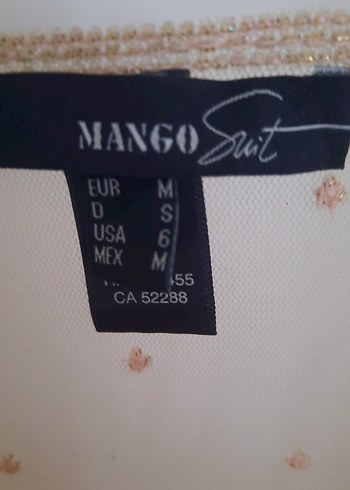 MANGO Suit
EUR M
D S
USA 6
MEX M
55
CA 52288